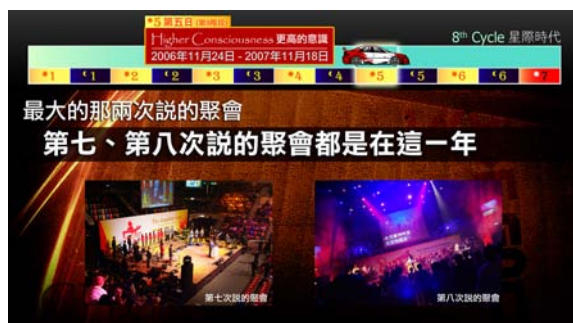 *5 第五日
Higher Consciousness 更高的意識
2006年11月24日 - 2007年11月18日
8th Cycle 星際時代
*1 ‘1 *2 ‘2 *3 ‘3 *4 ‘4 *5 ‘5 *6 ‘6 *7
最大的那兩次説的聚會
第七、第八次説的聚會都是在這一年
第七次説的聚會
第八次説的聚會